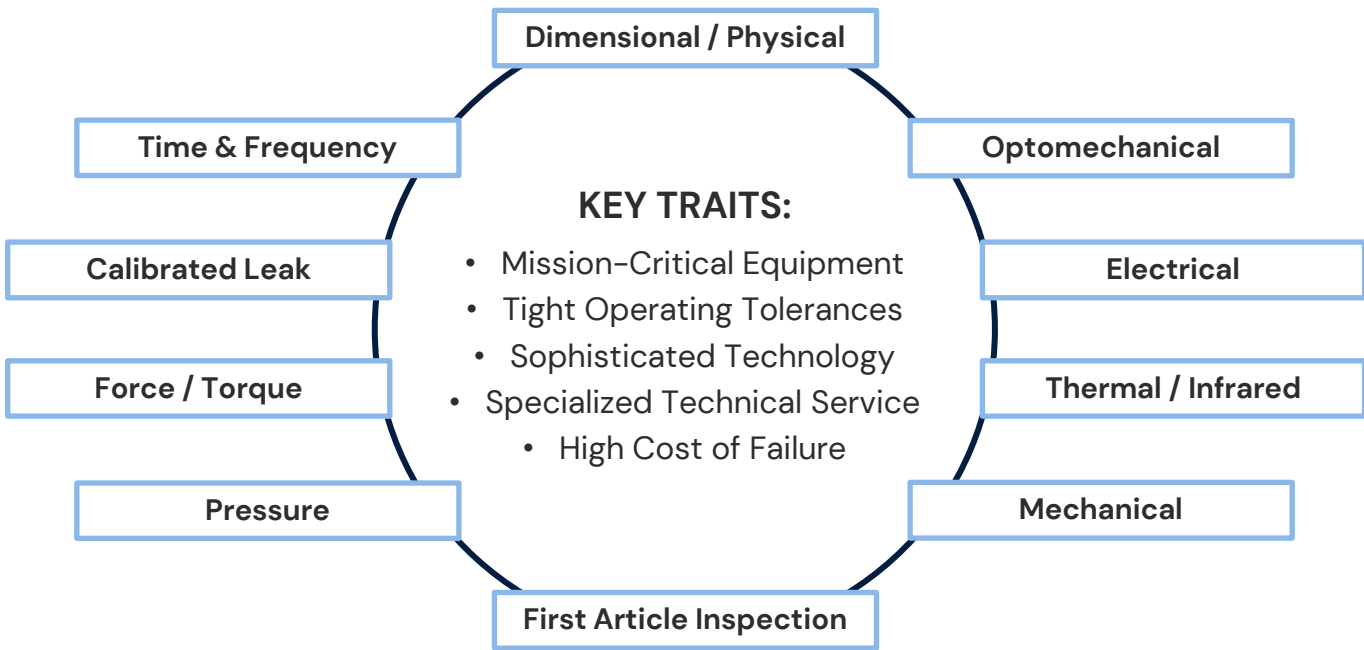 Dimensional / Physical
Time & Frequency
Optomechanical
KEY TRAITS:
Calibrated Leak
• Mission-Critical Equipment
Electrical
• Tight Operating Tolerances
• Sophisticated Technology
Force / Torque
Thermal / Infrared
• Specialized Technical Service
• High Cost of Failure
Pressure
Mechanical
First Article Inspection